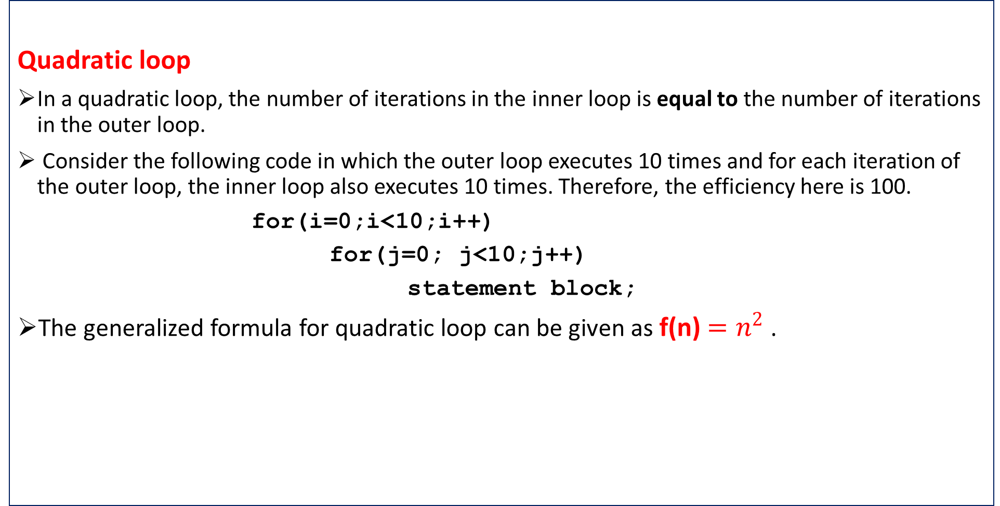 Quadratic loop
➢In a quadratic loop, the number of iterations in the inner loop is equal to the number of iterations
in the outer loop.
➢ Consider the following code in which the outer loop executes 10 times and for each iteration of
the outer loop, the inner loop also executes 10 times. Therefore, the efficiency here is 100.
for(i=0;i<10;i++)
for(j=0; j<10;j++)
statement block;
➢The generalized formula for quadratic loop can be given as f(n) = n² .